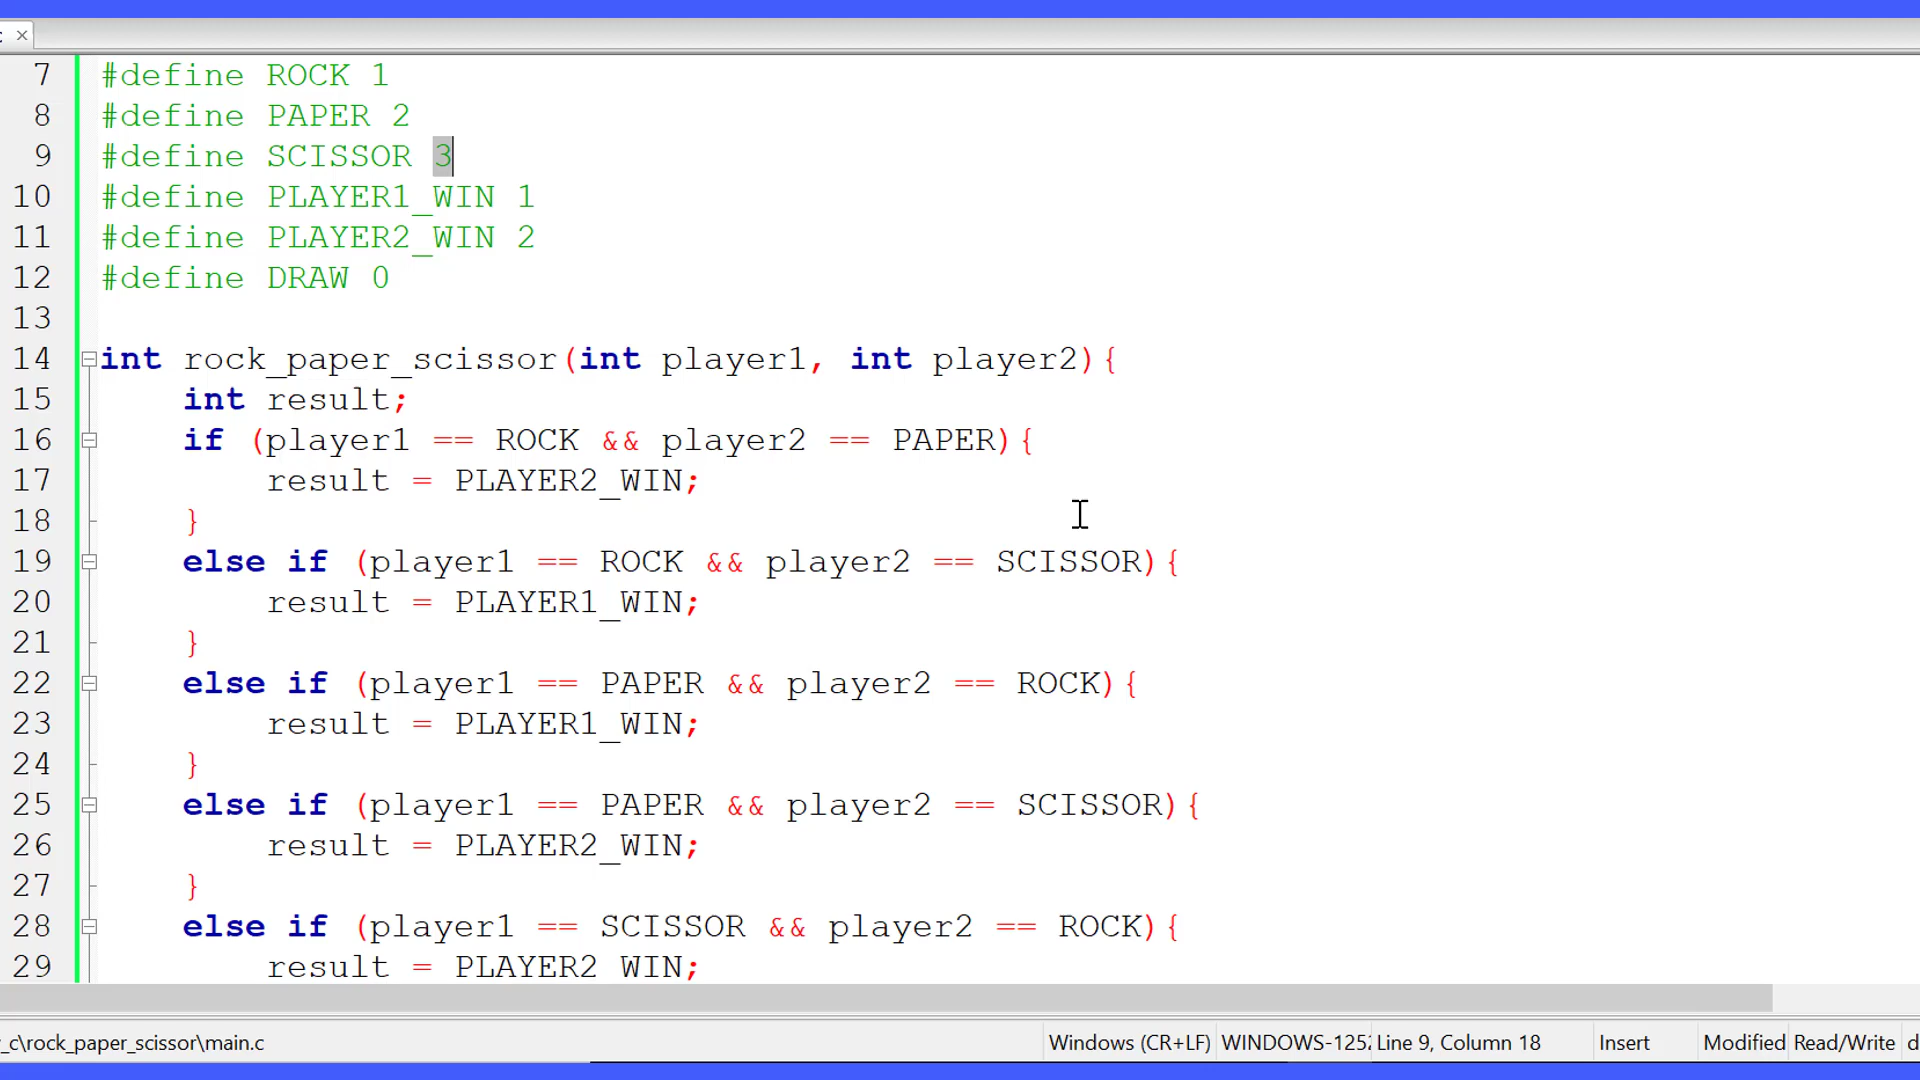 c ×
7 #define ROCK 1
8 #define PAPER 2
9 #define SCISSOR 3
10 #define PLAYER1_WIN 1
11 #define PLAYER2_WIN 2
12 #define DRAW 0
13
14 int rock_paper_scissor(int player1, int player2){
15     int result;
16     if (player1 == ROCK && player2 == PAPER){
17         result = PLAYER2_WIN;
18     }
19     else if (player1 == ROCK && player2 == SCISSOR){
20         result = PLAYER1_WIN;
21     }
22     else if (player1 == PAPER && player2 == ROCK){
23         result = PLAYER1_WIN;
24     }
25     else if (player1 == PAPER && player2 == SCISSOR){
26         result = PLAYER2_WIN;
27     }
28     else if (player1 == SCISSOR && player2 == ROCK){
29         result = PLAYER2_WIN;
_c\rock_paper_scissor\main.c Windows (CR+LF) WINDOWS-1252 Line 9, Column 18 Insert Modified Read/Write d